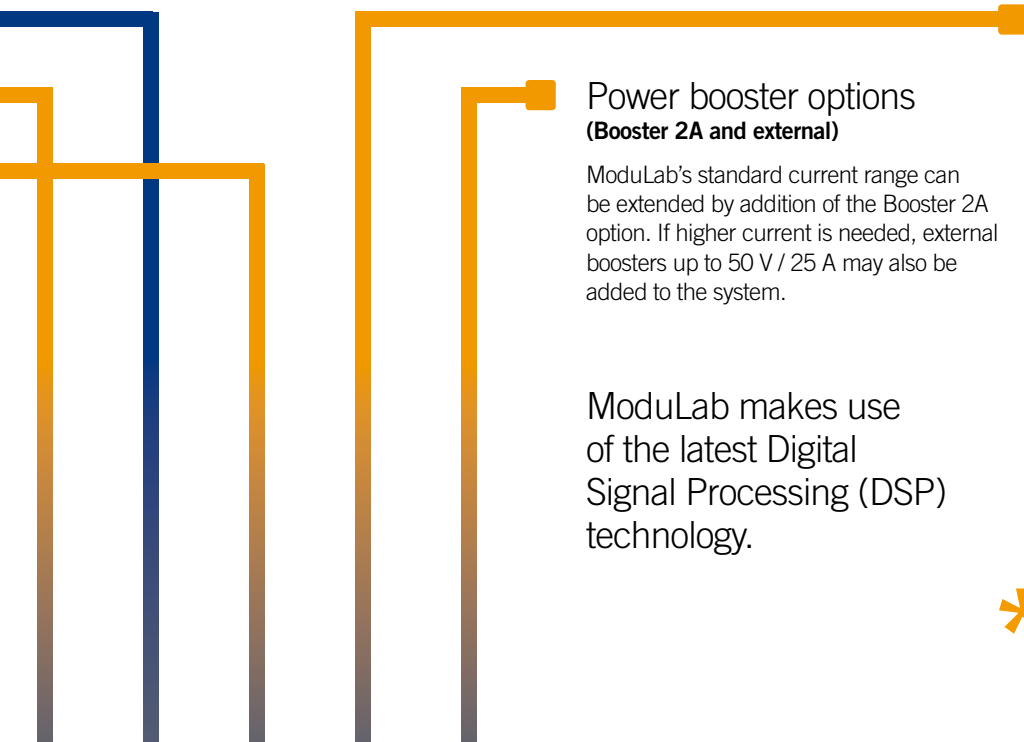 Power booster options
(Booster 2A and external)
ModuLab’s standard current range can
be extended by addition of the Booster 2A
option. If higher current is needed, external
boosters up to 50 V / 25 A may also be
added to the system.
ModuLab makes use
of the latest Digital
Signal Processing (DSP)
technology.